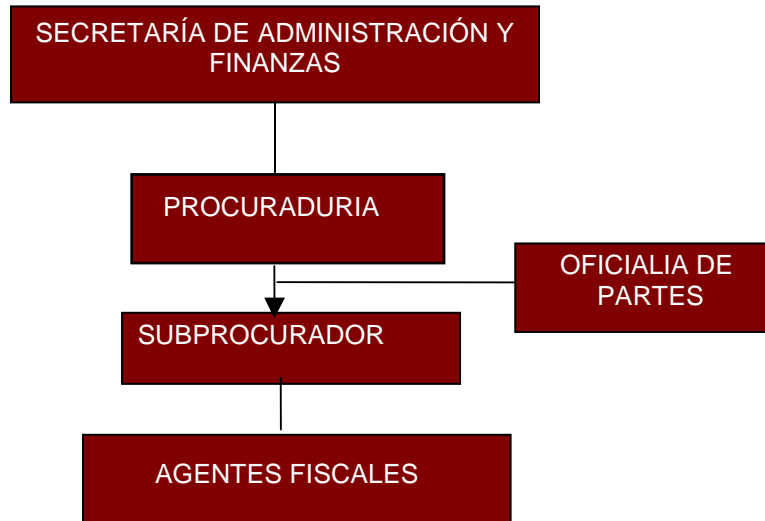 SECRETARÍA DE ADMINISTRACIÓN Y
FINANZAS
PROCURADURIA
OFICIALIA DE
PARTES
SUBPROCURADOR
AGENTES FISCALES